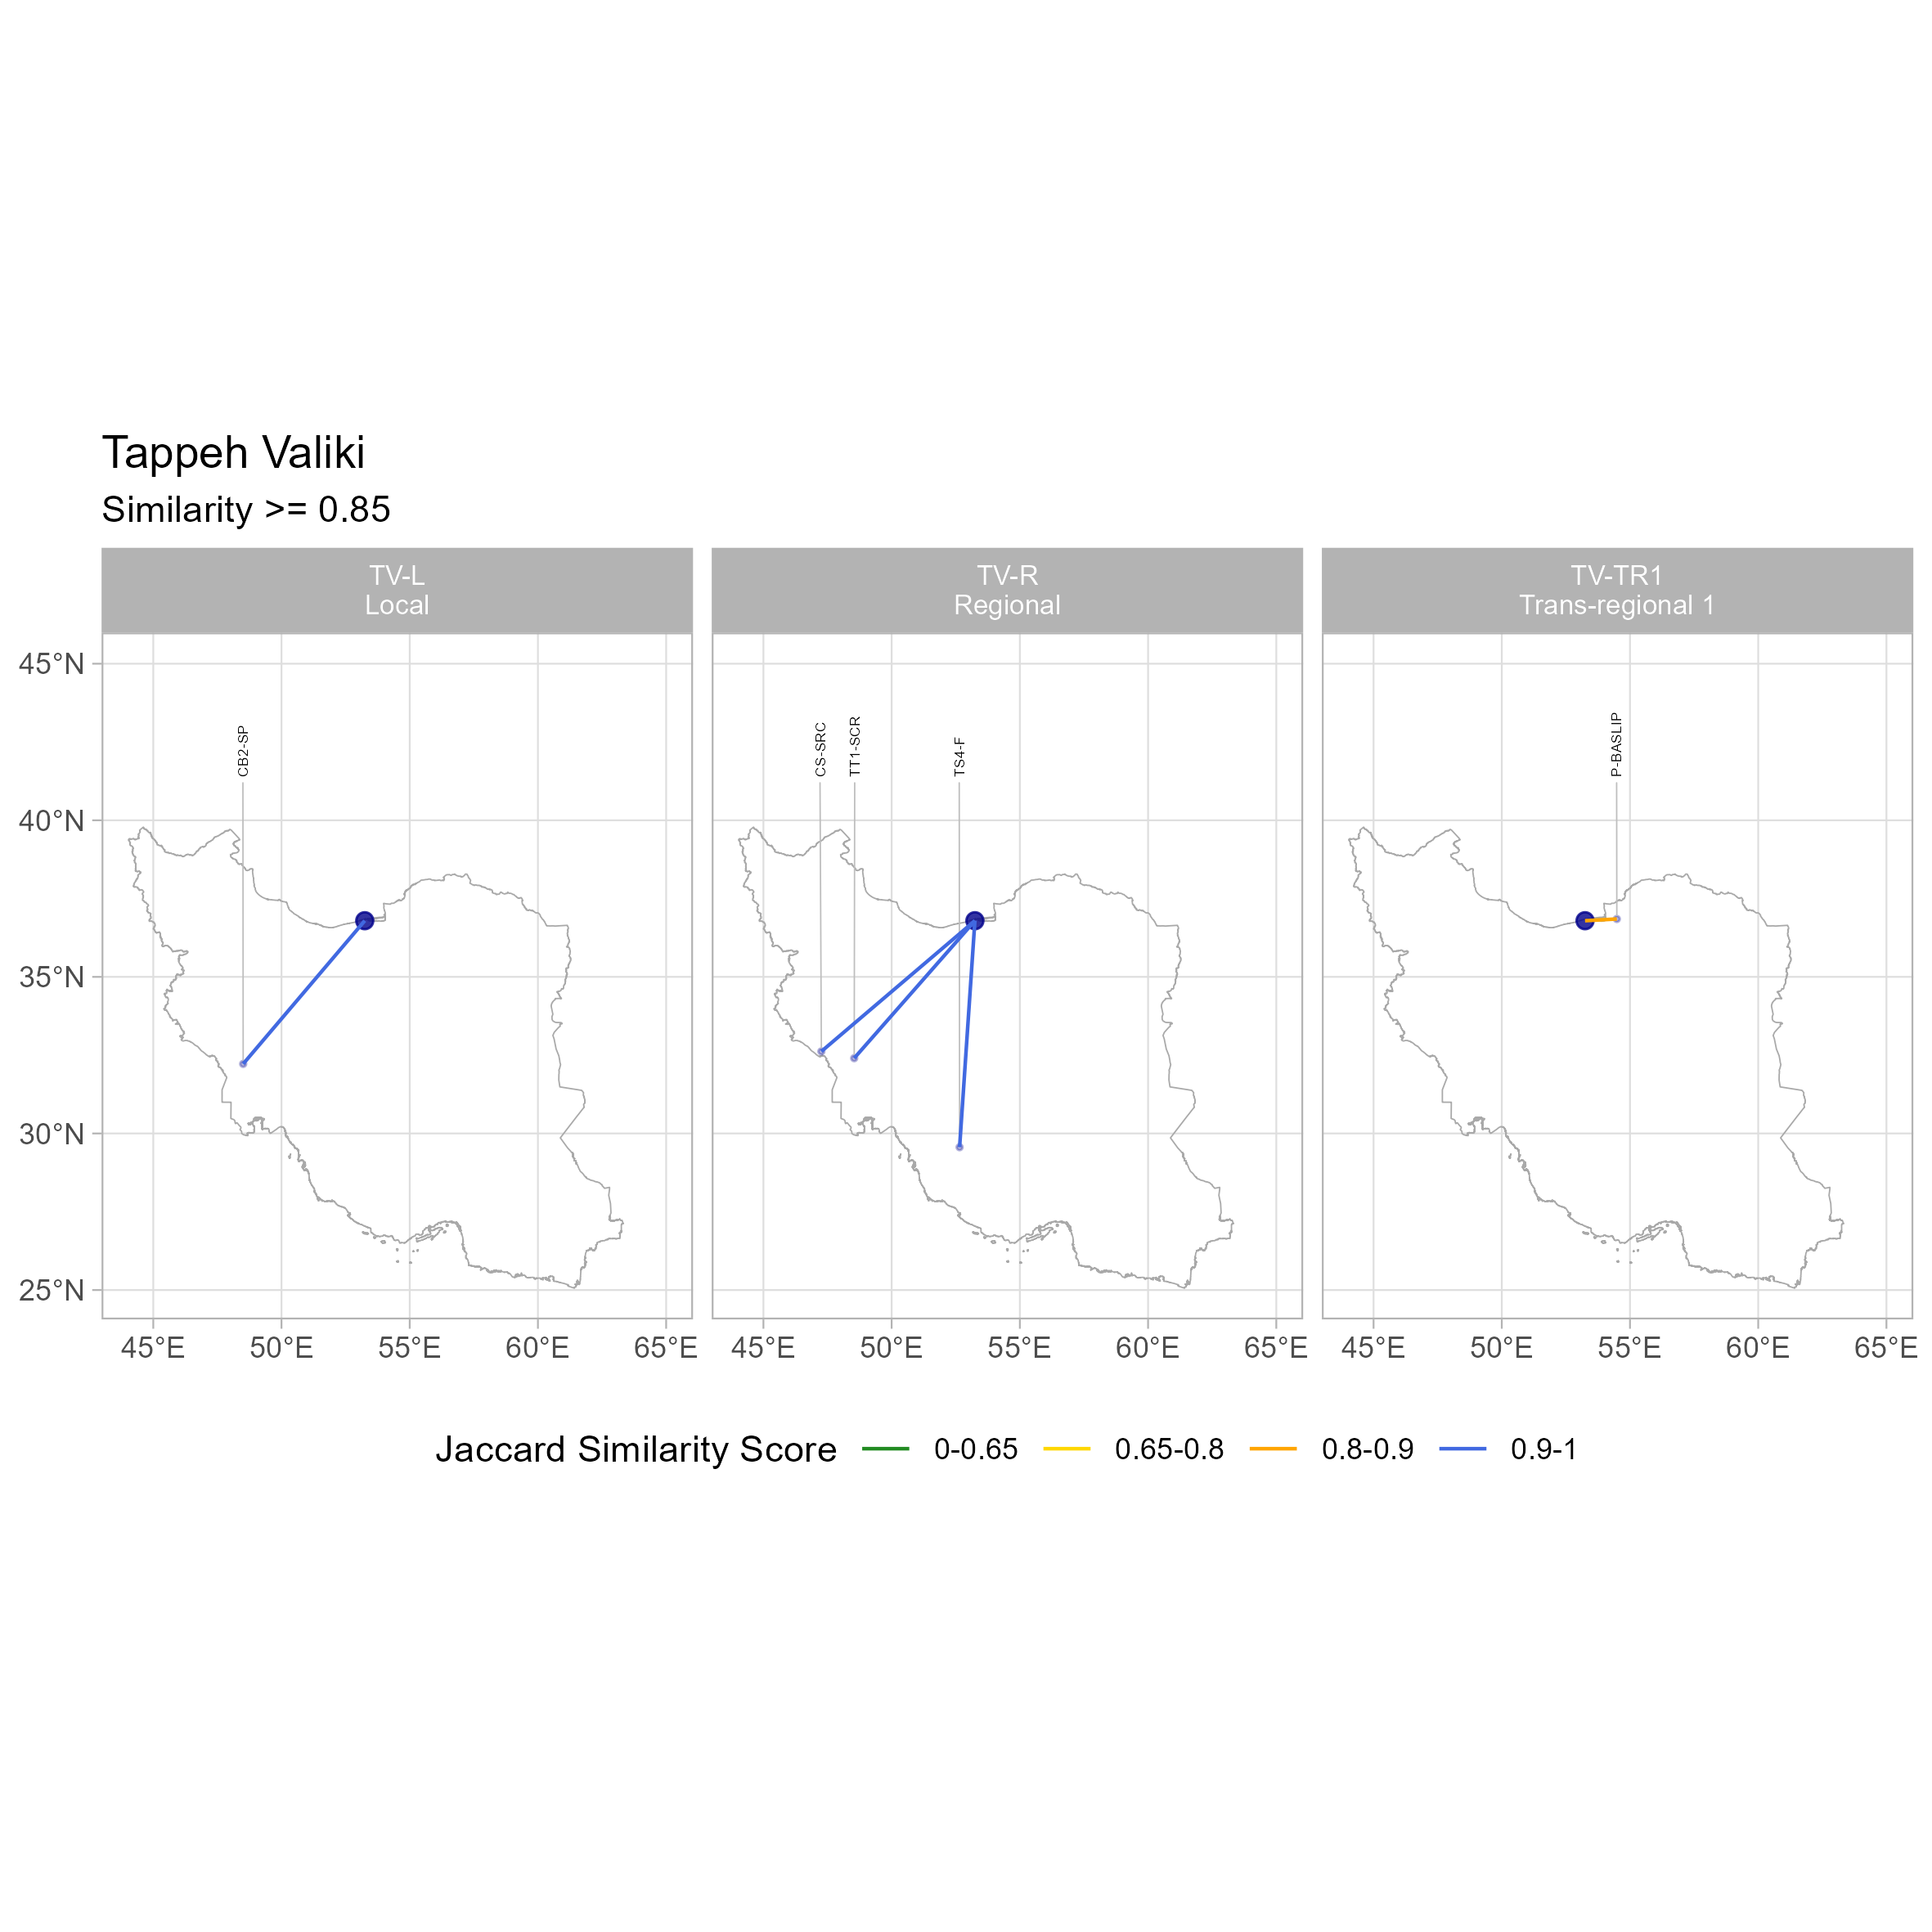 Tappeh Valiki
Similarity >= 0.85
TV-L
Local
TV-R
Regional
TV-TR1
Trans-regional 1
45°N
40°N
35°N
30°N
25°N
CB2-SP
CS-SRC
TT1-SCR
TS4-F
P-BASLIP
45°E 50°E 55°E 60°E 65°E
45°E 50°E 55°E 60°E 65°E
45°E 50°E 55°E 60°E 65°E
Jaccard Similarity Score 0-0.65 0.65-0.8 0.8-0.9 0.9-1